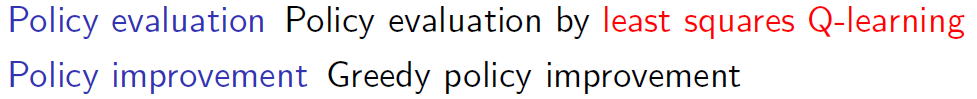 Policy evaluation Policy evaluation by least squares Q-learning
Policy improvement Greedy policy improvement